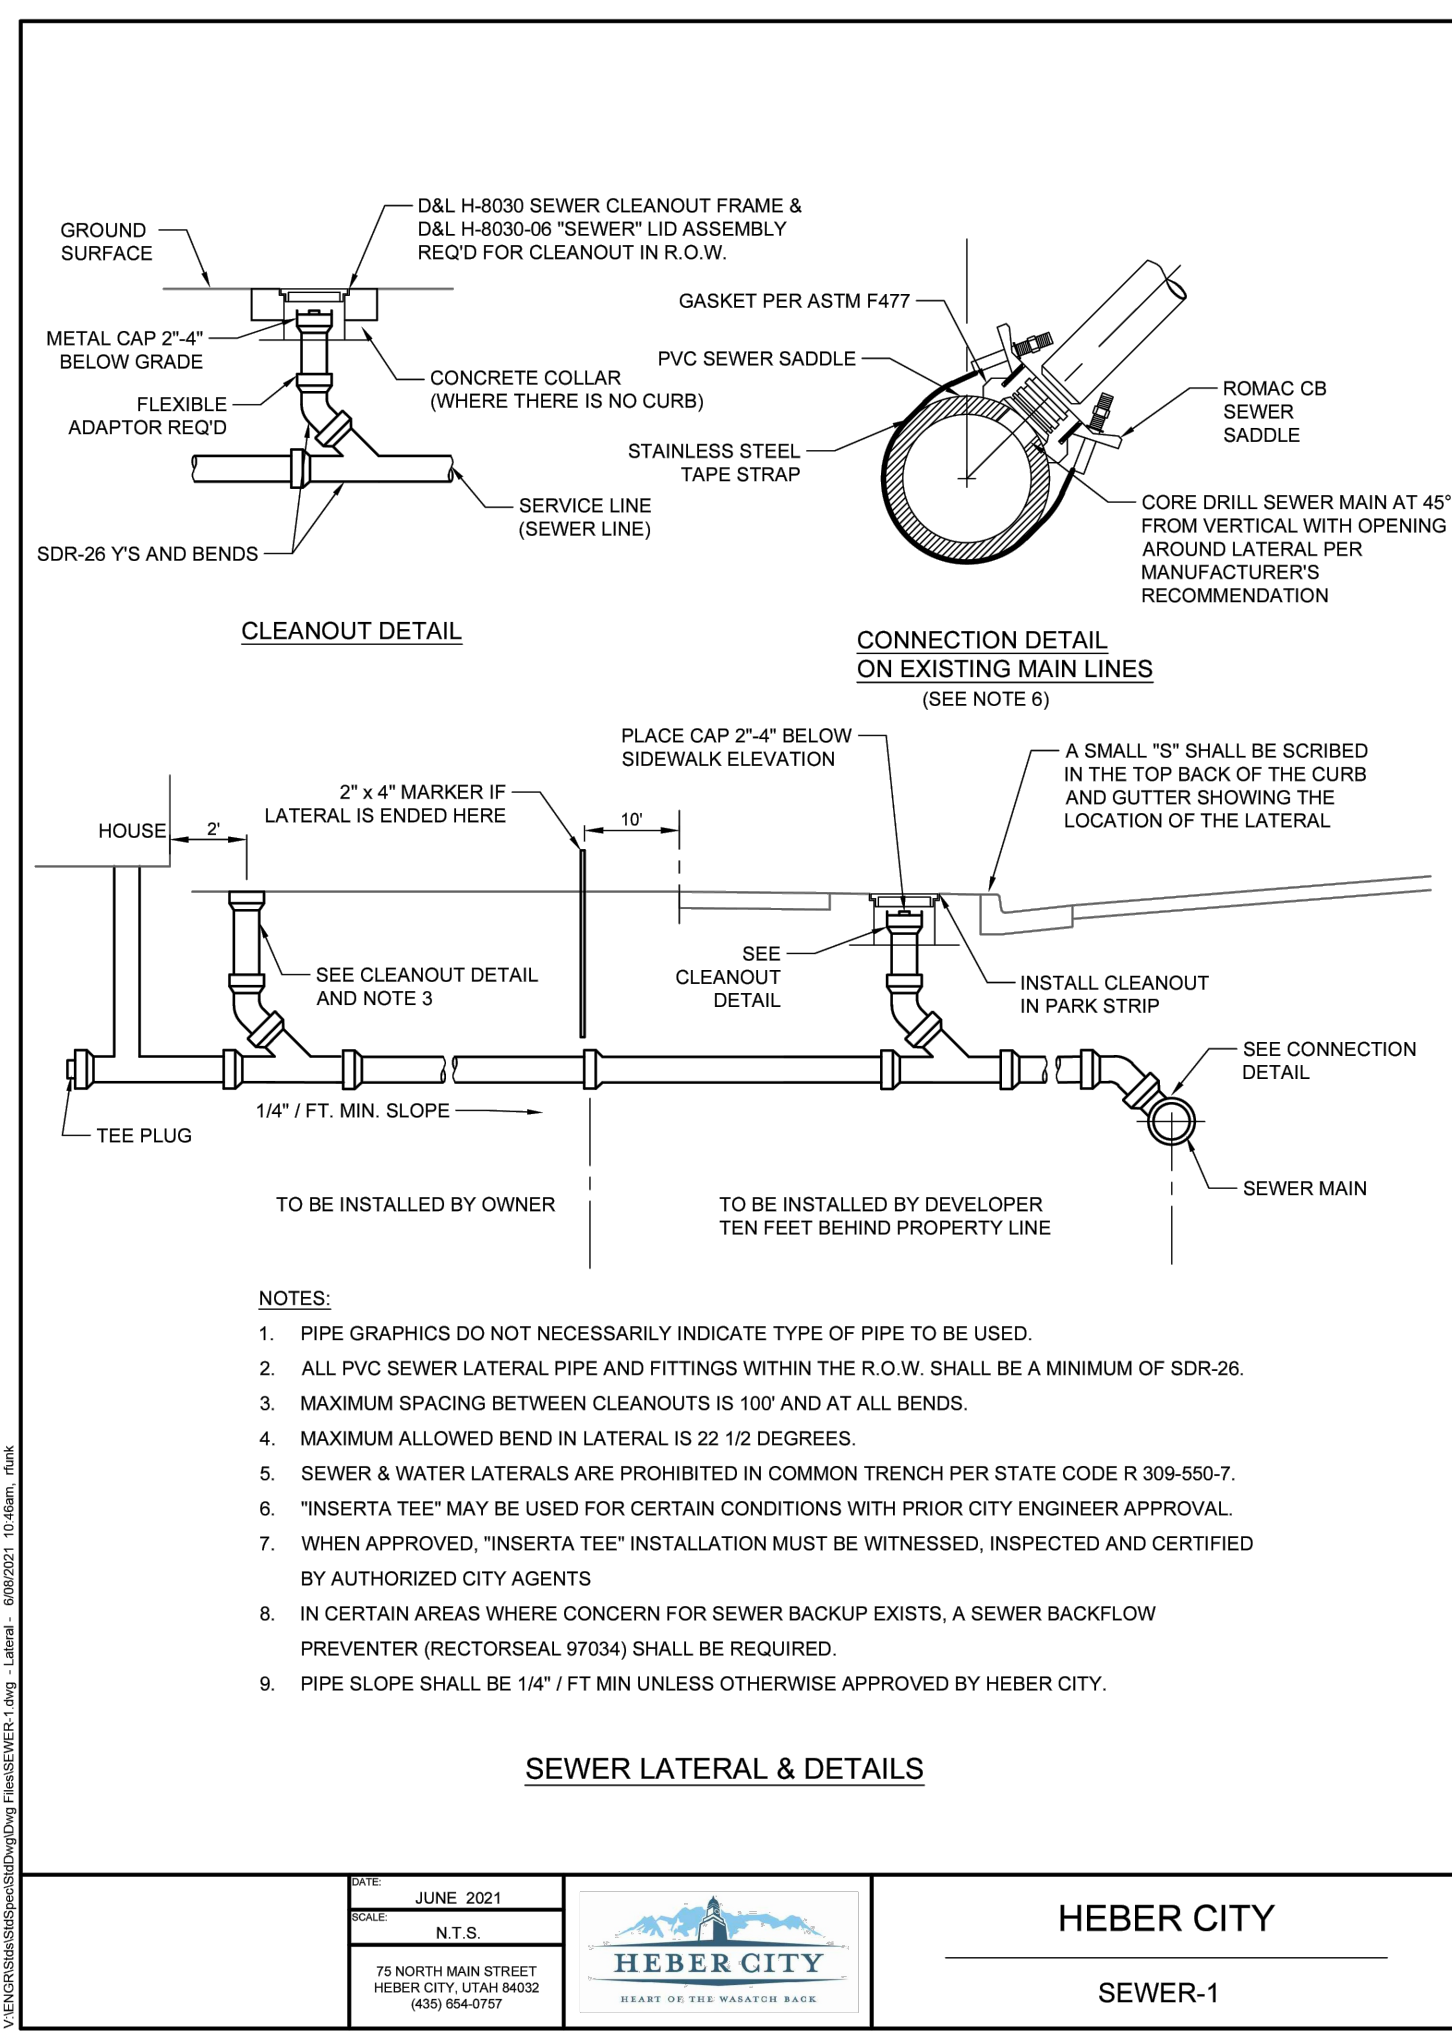 D&L H-8030 SEWER CLEANOUT FRAME &
D&L H-8030-06 "SEWER" LID ASSEMBLY
REQ'D FOR CLEANOUT IN R.O.W.
GROUND
SURFACE
METAL CAP 2"-4"
BELOW GRADE
CONCRETE COLLAR
(WHERE THERE IS NO CURB)
FLEXIBLE
ADAPTOR REQ'D
SERVICE LINE
(SEWER LINE)
SDR-26 Y'S AND BENDS
CLEANOUT DETAIL
GASKET PER ASTM F477
PVC SEWER SADDLE
STAINLESS STEEL
TAPE STRAP
ROMAC CB
SEWER
SADDLE
CORE DRILL SEWER MAIN AT 45°
FROM VERTICAL WITH OPENING
AROUND LATERAL PER
MANUFACTURER'S
RECOMMENDATION
CONNECTION DETAIL
ON EXISTING MAIN LINES
(SEE NOTE 6)
PLACE CAP 2"-4" BELOW
SIDEWALK ELEVATION
A SMALL "S" SHALL BE SCRIBED
IN THE TOP BACK OF THE CURB
AND GUTTER SHOWING THE
LOCATION OF THE LATERAL
2" x 4" MARKER IF
LATERAL IS ENDED HERE
HOUSE
2'
10'
SEE CLEANOUT DETAIL
AND NOTE 3
SEE
CLEANOUT
DETAIL
INSTALL CLEANOUT
IN PARK STRIP
SEE CONNECTION
DETAIL
1/4" / FT. MIN. SLOPE
TEE PLUG
SEWER MAIN
TO BE INSTALLED BY OWNER
TO BE INSTALLED BY DEVELOPER
TEN FEET BEHIND PROPERTY LINE
NOTES:
1. PIPE GRAPHICS DO NOT NECESSARILY INDICATE TYPE OF PIPE TO BE USED.
2. ALL PVC SEWER LATERAL PIPE AND FITTINGS WITHIN THE R.O.W. SHALL BE A MINIMUM OF SDR-26.
3. MAXIMUM SPACING BETWEEN CLEANOUTS IS 100' AND AT ALL BENDS.
4. MAXIMUM ALLOWED BEND IN LATERAL IS 22 1/2 DEGREES.
5. SEWER & WATER LATERALS ARE PROHIBITED IN COMMON TRENCH PER STATE CODE R 309-550-7.
6. "INSERTA TEE" MAY BE USED FOR CERTAIN CONDITIONS WITH PRIOR CITY ENGINEER APPROVAL.
7. WHEN APPROVED, "INSERTA TEE" INSTALLATION MUST BE WITNESSED, INSPECTED AND CERTIFIED
BY AUTHORIZED CITY AGENTS
8. IN CERTAIN AREAS WHERE CONCERN FOR SEWER BACKUP EXISTS, A SEWER BACKFLOW
PREVENTER (RECTORSEAL 97034) SHALL BE REQUIRED.
9. PIPE SLOPE SHALL BE 1/4" / FT MIN UNLESS OTHERWISE APPROVED BY HEBER CITY.
SEWER LATERAL & DETAILS
V:\ENGR\Stds\StdSpec\StdDwg\Dwg Files\SEWER-1.dwg - Lateral - 6/08/2021 10:46am, rfunk
DATE:
JUNE 2021
SCALE:
N.T.S.
75 NORTH MAIN STREET
HEBER CITY, UTAH 84032
(435) 654-0757
HEBER CITY
HEART OF THE WASATCH BACK
HEBER CITY
SEWER-1